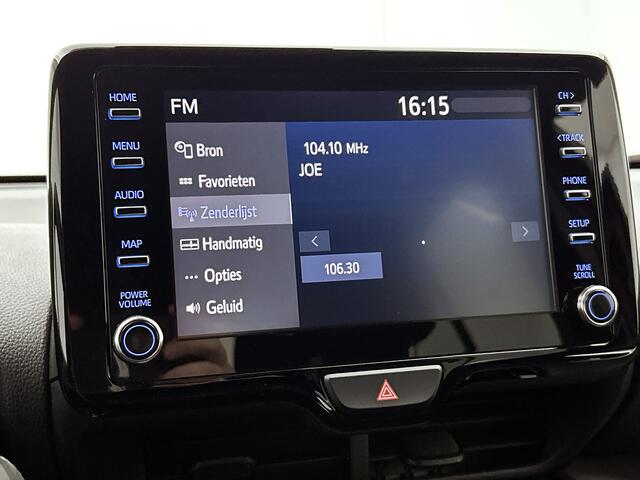 HOME
MENU
AUDIO
MAP
POWER
VOLUME
FM
16:15
Bron
Favorieten
Zenderlijst
Handmatig
Opties
Geluid
104.10 MHz
JOE
<
>
106.30
CH>
<TRACK
PHONE
SETUP
TUNE
SCROLL